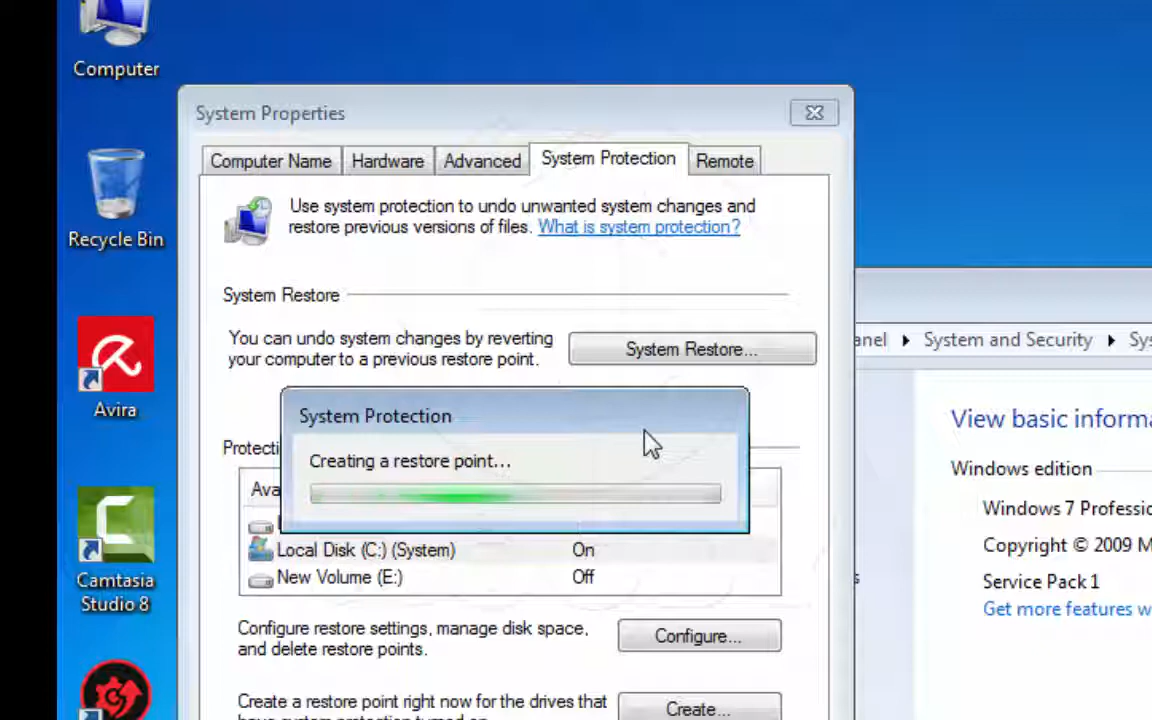 Computer
System Properties
Computer Name
Hardware
Advanced
System Protection
Remote
Use system protection to undo unwanted system changes and
restore previous versions of files. What is system protection?
Recycle Bin
System Restore
You can undo system changes by reverting
your computer to a previous restore point.
System Restore...
System and Security
Avira
System Protection
Creating a restore point...
View basic
Windows edition
Windows 7
Copyright © 2009
Service Pack 1
Get more features
Local Disk (C:) (System)
On
New Volume (E:)
Off
Camtasia
Studio 8
Configure restore settings, manage disk space,
and delete restore points.
Configure...
Create a restore point right now for the drives that
have system protection turned on.
Create...